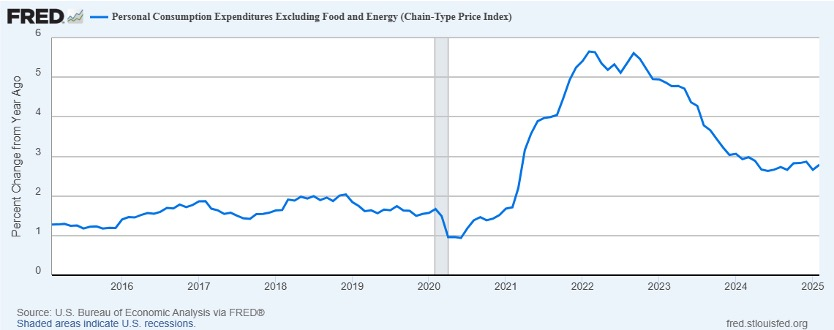 FRED
Personal Consumption Expenditures Excluding Food and Energy (Chain-Type Price Index)
Percent Change from Year Ago
6
5
4
3
2
1
0
2016
2017
2018
2019
2020
2021
2022
2023
2024
2025
Source: U.S. Bureau of Economic Analysis via FRED®
Shaded areas indicate U.S. recessions.
fred.stlouisfed.org